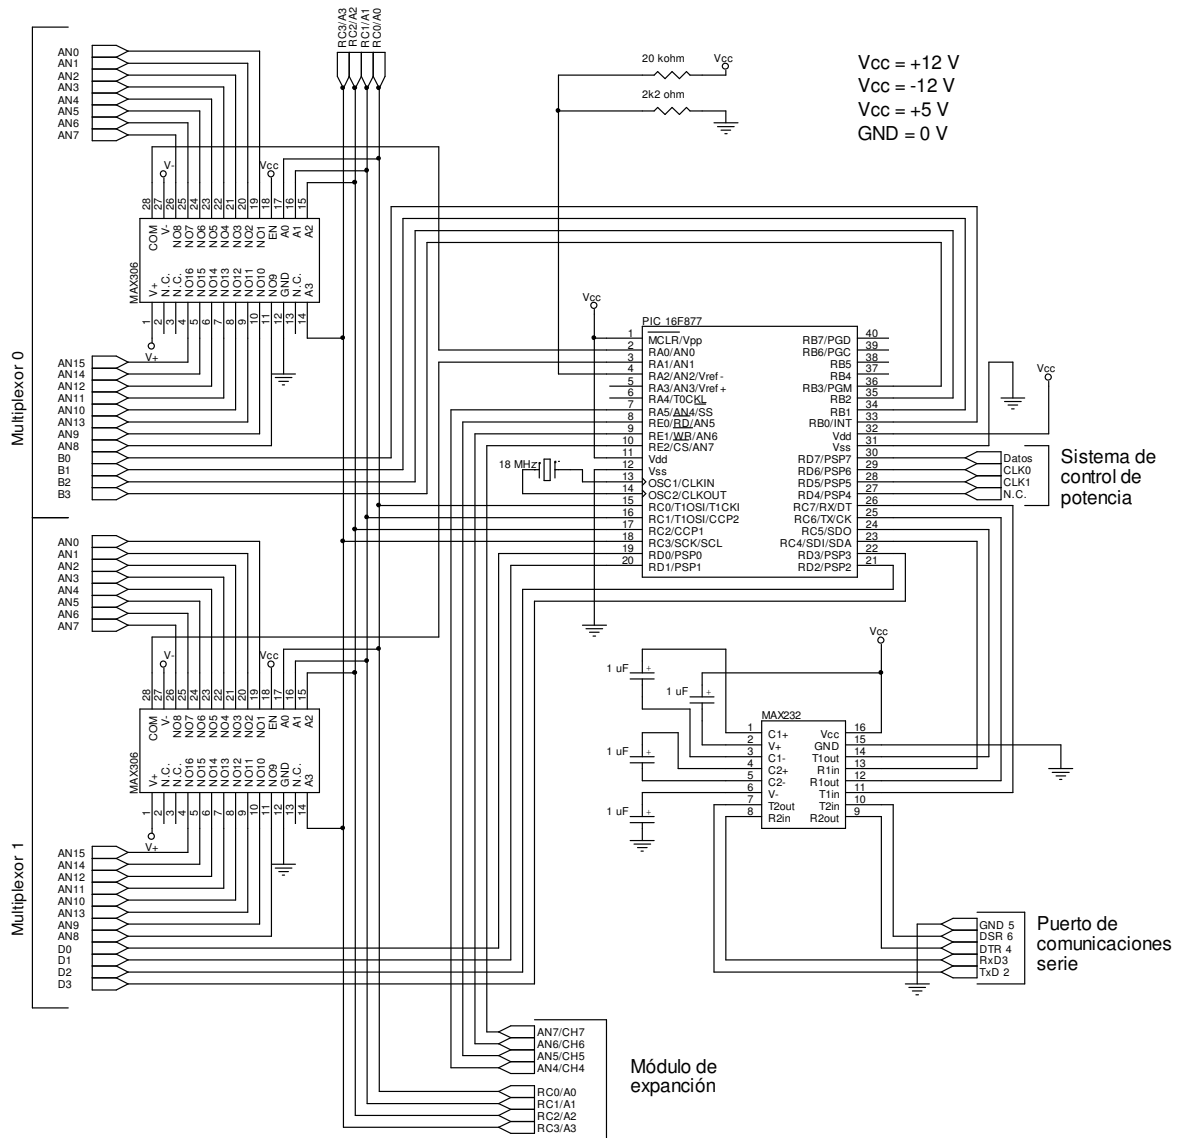 RC3/A3
RC2/A2
RC1/A1
RC0/A0
20 kohm
Vcc
2k2 ohm
Vcc = +12 V
Vcc = -12 V
Vcc = +5 V
GND = 0 V
Multiplexor 0
AN0
AN1
AN2
AN3
AN4
AN5
AN6
AN7
V-
Vcc
28
27
26
25
24
23
22
21
20
19
18
17
16
15
COM
V-
NO8
NO7
NO6
NO5
NO4
NO3
NO2
NO1
EN
A0
A1
A2
MAX306
V+
N.C.
N.C.
NO16
NO15
NO14
NO13
NO12
NO11
NO10
NO9
GND
N.C.
A3
1
2
3
4
5
6
7
8
9
10
11
12
13
14
V+
AN15
AN14
AN12
AN11
AN10
AN13
AN9
AN8
B0
B1
B2
B3
Vcc
PIC 16F877
1 MCLR/Vpp
2 RA0/AN0
3 RA1/AN1
4 RA2/AN2/Vref-
5 RA3/AN3/Vref+
6 RA4/T0CKL
7 RA5/AN4/SS
8 RE0/RD/AN5
9 RE1/WR/AN6
10 RE2/CS/AN7
11 Vdd
12 Vss
13 OSC1/CLKIN
14 OSC2/CLKOUT
15 RC0/T1OSI/T1CKI
16 RC1/T1OSI/CCP2
17 RC2/CCP1
18 RC3/SCK/SCL
19 RD0/PSP0
20 RD1/PSP1
RB7/PGD 40
RB6/PGC 39
RB5 38
RB4 37
RB3/PGM 36
RB2 35
RB1 34
RB0/INT 33
Vdd 32
Vss 31
RD7/PSP7 30
RD6/PSP6 29
RD5/PSP5 28
RD4/PSP4 27
RC7/RX/DT 26
RC6/TX/CK 25
RC5/SDO 24
RC4/SDI/SDA 23
RD3/PSP3 22
RD2/PSP2 21
18 MHz
Vcc
Datos
CLK0
CLK1
N.C.
Sistema de
control de
potencia
Multiplexor 1
AN0
AN1
AN2
AN3
AN4
AN5
AN6
AN7
V-
Vcc
28
27
26
25
24
23
22
21
20
19
18
17
16
15
COM
V-
NO8
NO7
NO6
NO5
NO4
NO3
NO2
NO1
EN
A0
A1
A2
MAX306
V+
N.C.
N.C.
NO16
NO15
NO14
NO13
NO12
NO11
NO10
NO9
GND
N.C.
A3
1
2
3
4
5
6
7
8
9
10
11
12
13
14
V+
AN15
AN14
AN12
AN11
AN10
AN13
AN9
AN8
D0
D1
D2
D3
Vcc
1 uF
+
1 uF
+
1 uF
+
1 uF
+
MAX232
1 C1+
2 V+
3 C1-
4 C2+
5 C2-
6 V-
7 T2out
8 R2in
Vcc 16
GND 15
T1out 14
R1in 13
R1out 12
T1in 11
T2in 10
R2out 9
GND 5
DSR 6
DTR 4
RxD3
TxD 2
Puerto de
comunicaciones
serie
AN7/CH7
AN6/CH6
AN5/CH5
AN4/CH4
RC0/A0
RC1/A1
RC2/A2
RC3/A3
Módulo de
expanción